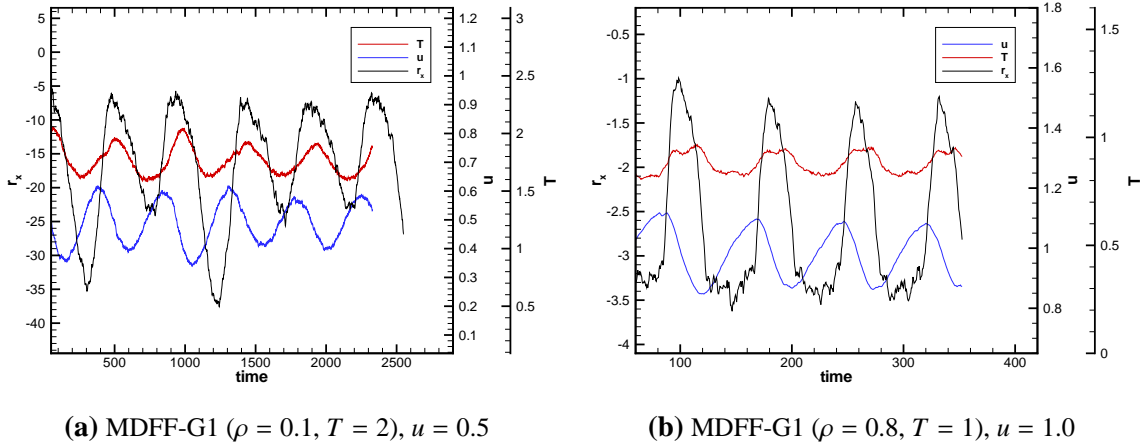 5
0
-5
-10
-15
-20
-25
-30
-35
-40
r_x
500 1000 1500 2000 2500
time
1.2
1.1
1
0.9
0.8
0.7
0.6
0.5
0.4
0.3
0.2
0.1
u
3
2.5
2
1.5
1
0.5
T
T
u
r_x
-0.2
-0.5
-1
-1.5
-2
-2.5
-3
-3.5
-4
r_x
100 200 300 400
time
1.8
1.6
1.4
1.2
1
0.8
u
1.5
1
0.5
0
T
u
T
r_x
(a) MDFF-G1 (ρ = 0.1, T = 2), u = 0.5
(b) MDFF-G1 (ρ = 0.8, T = 1), u = 1.0